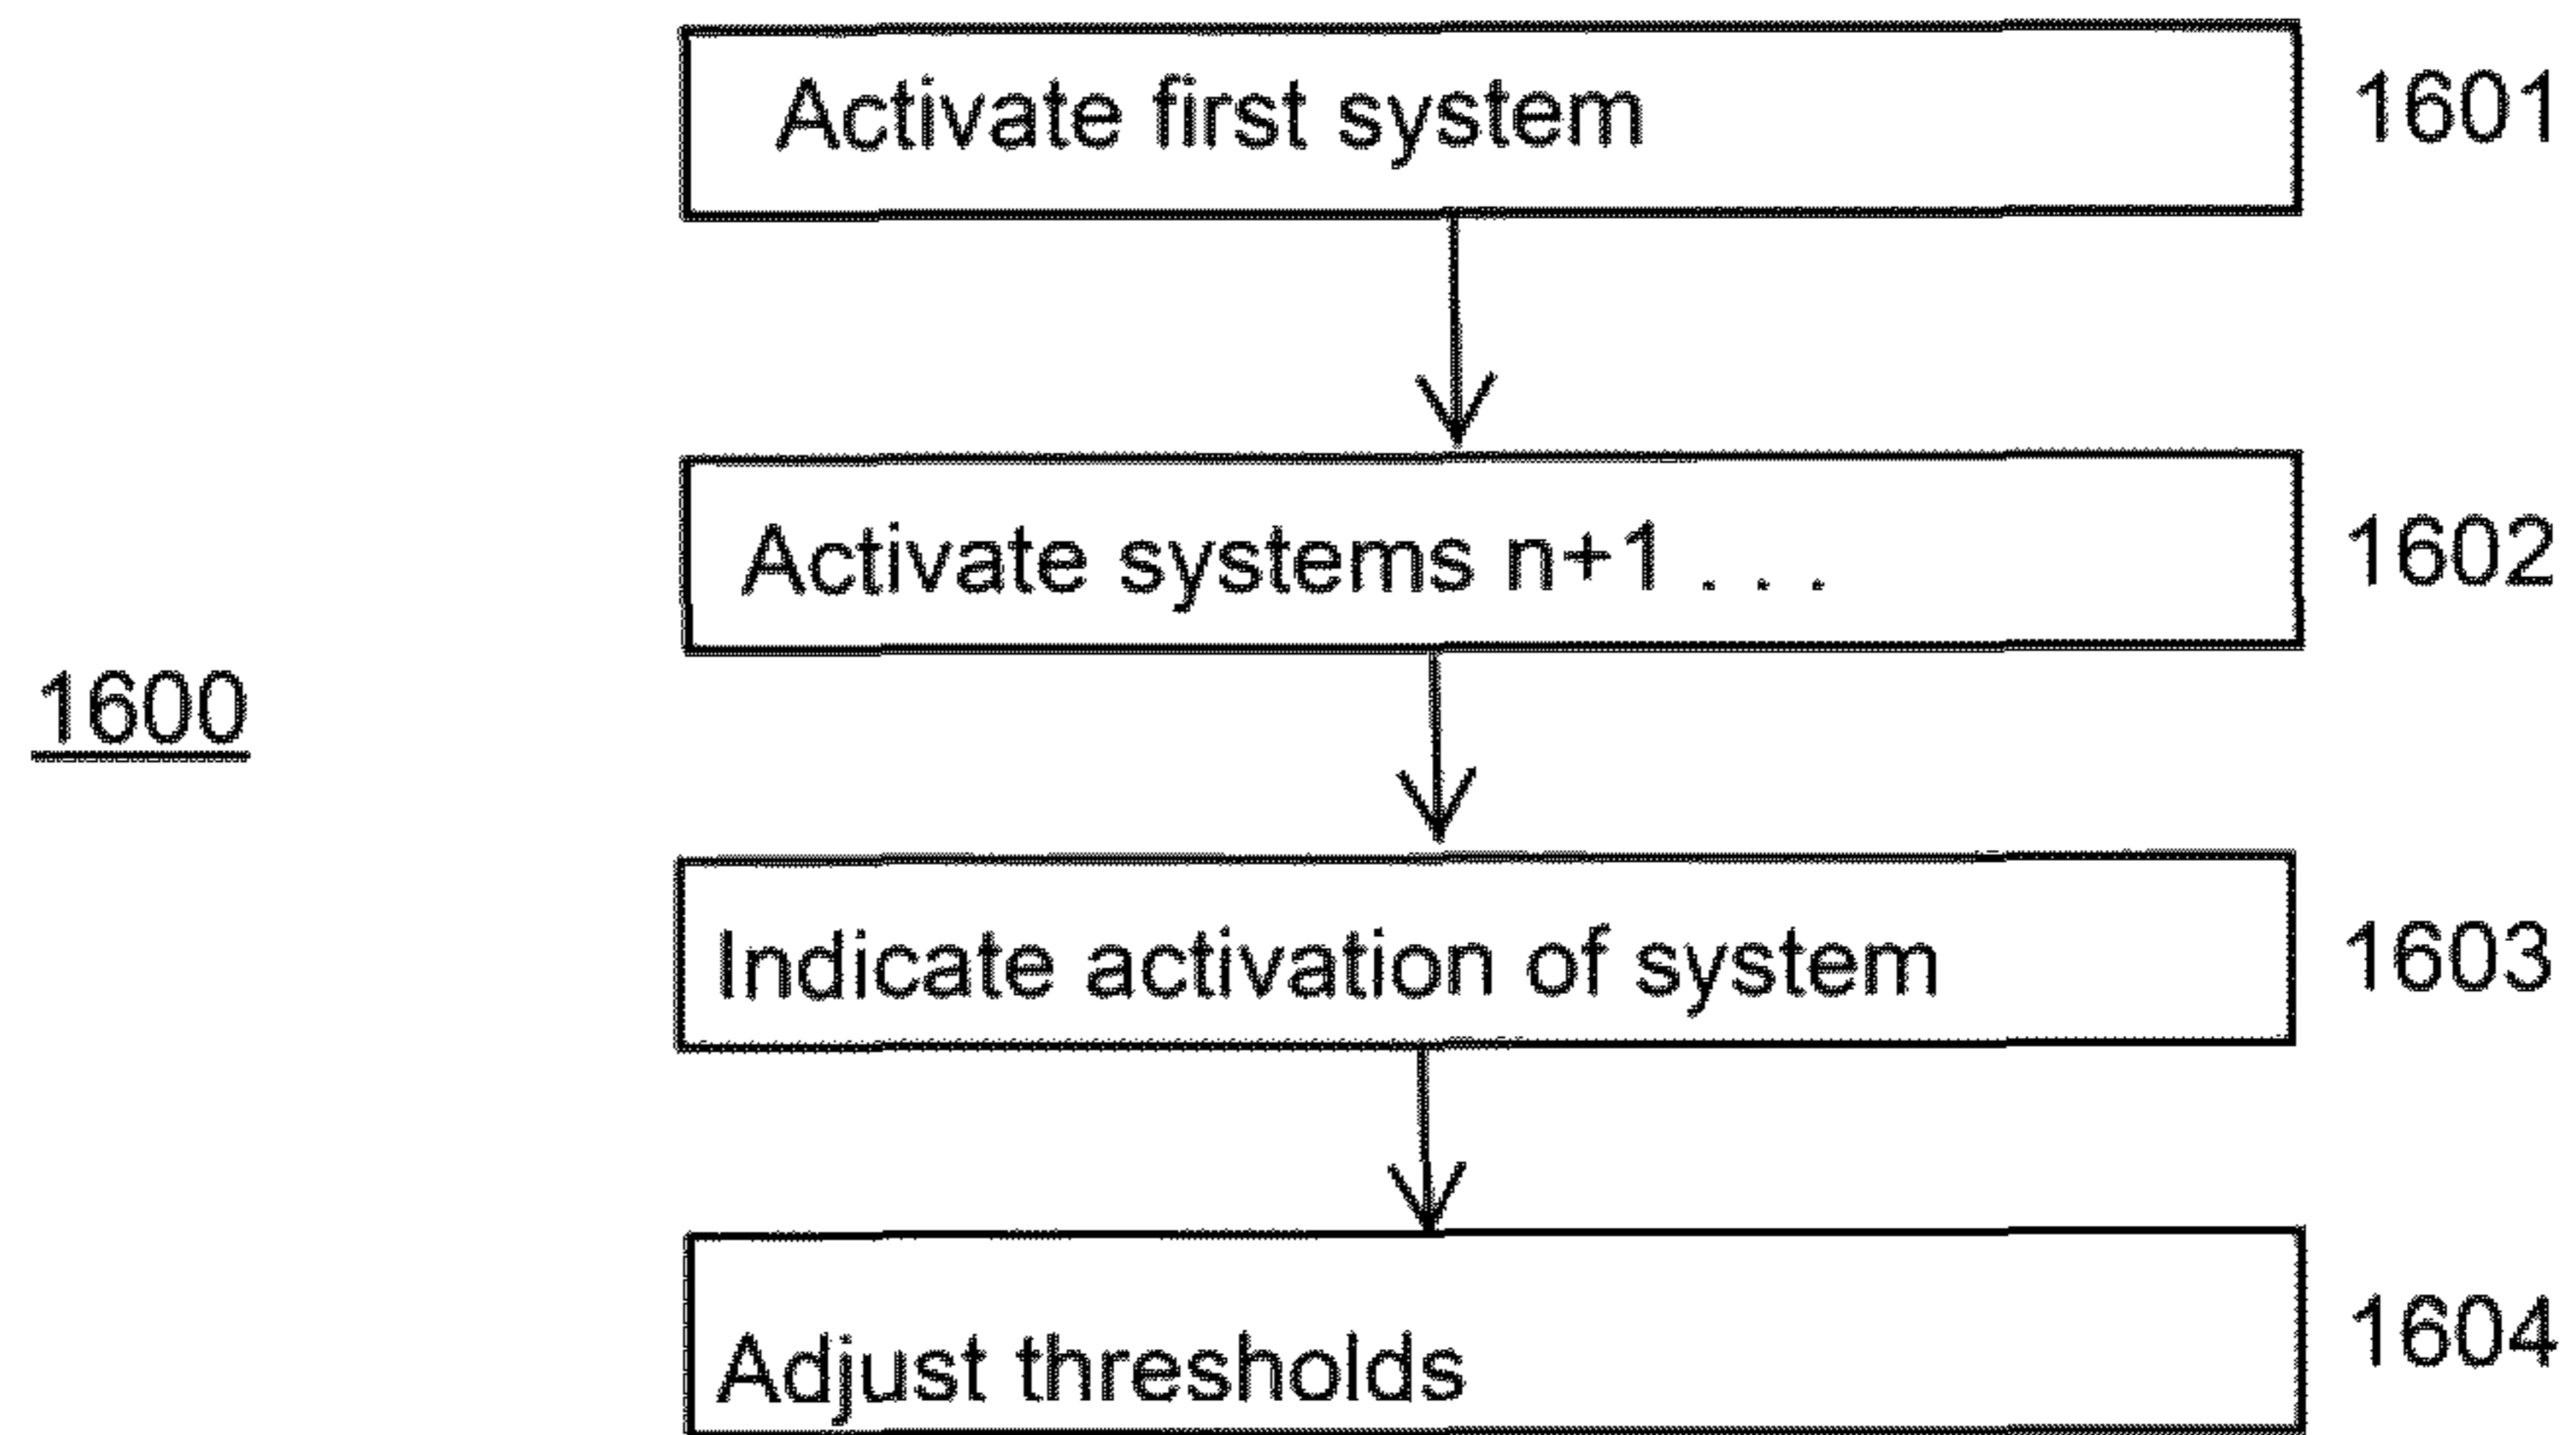 Activate first system 1601
Activate systems n+1 . . . 1602
1600
Indicate activation of system 1603
Adjust thresholds 1604